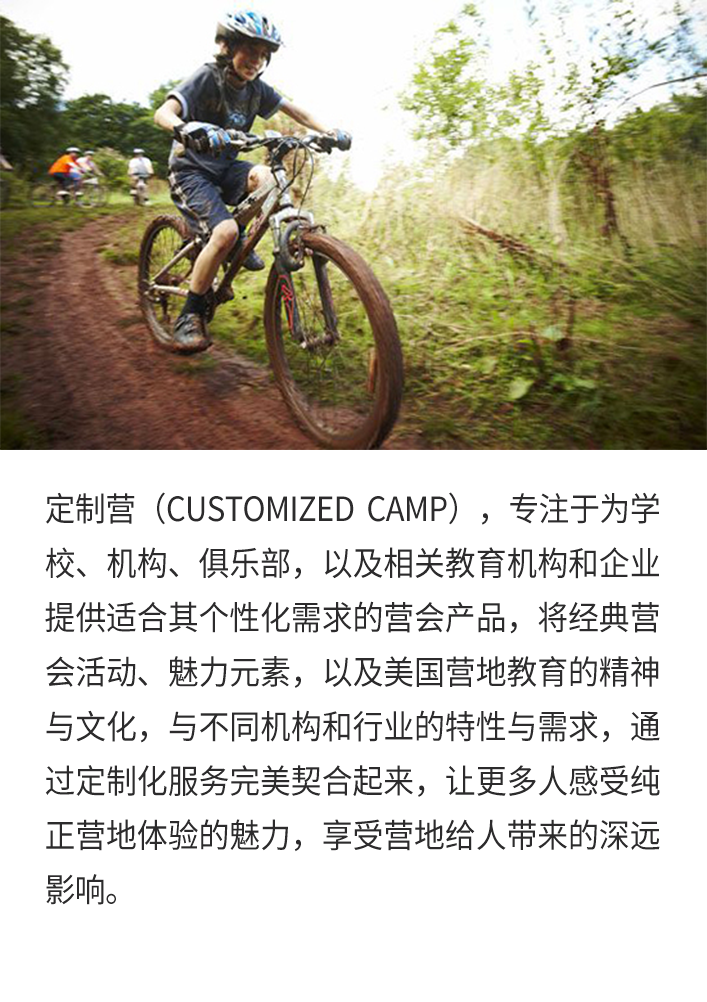 定制营（CUSTOMIZED CAMP），专注于为学
校、机构、俱乐部，以及相关教育机构和企业
提供适合其个性化需求的营会产品，将经典营
会活动、魅力元素，以及美国营地教育的精神
与文化，与不同机构和行业的特性与需求，通
过定制化服务完美契合起来，让更多人感受纯
正营地体验的魅力，享受营地给人带来的深远
影响。